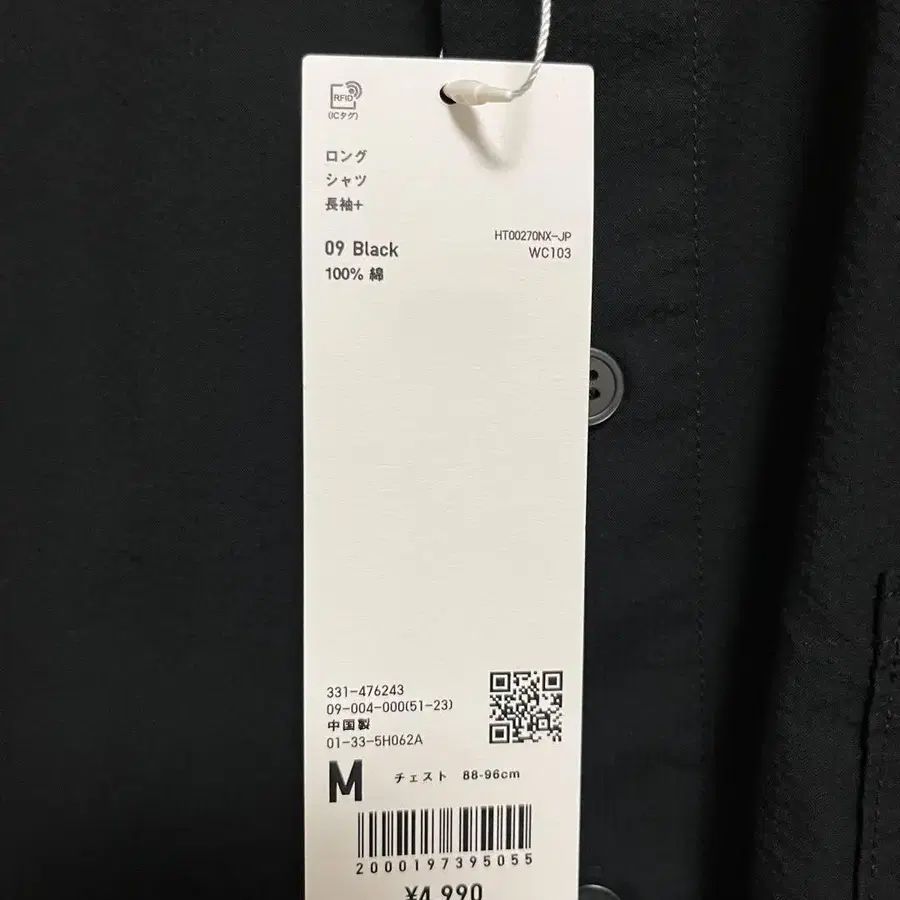 RFID
(ICタグ)
ロング
シャツ
長袖+
HT00270NX-JP
09 Black
WC103
100% 綿
331-476243
09-004-000(51-23)
中国製
01-33-5H062A
M チェスト 88-96cm
2000197395055
¥4,990